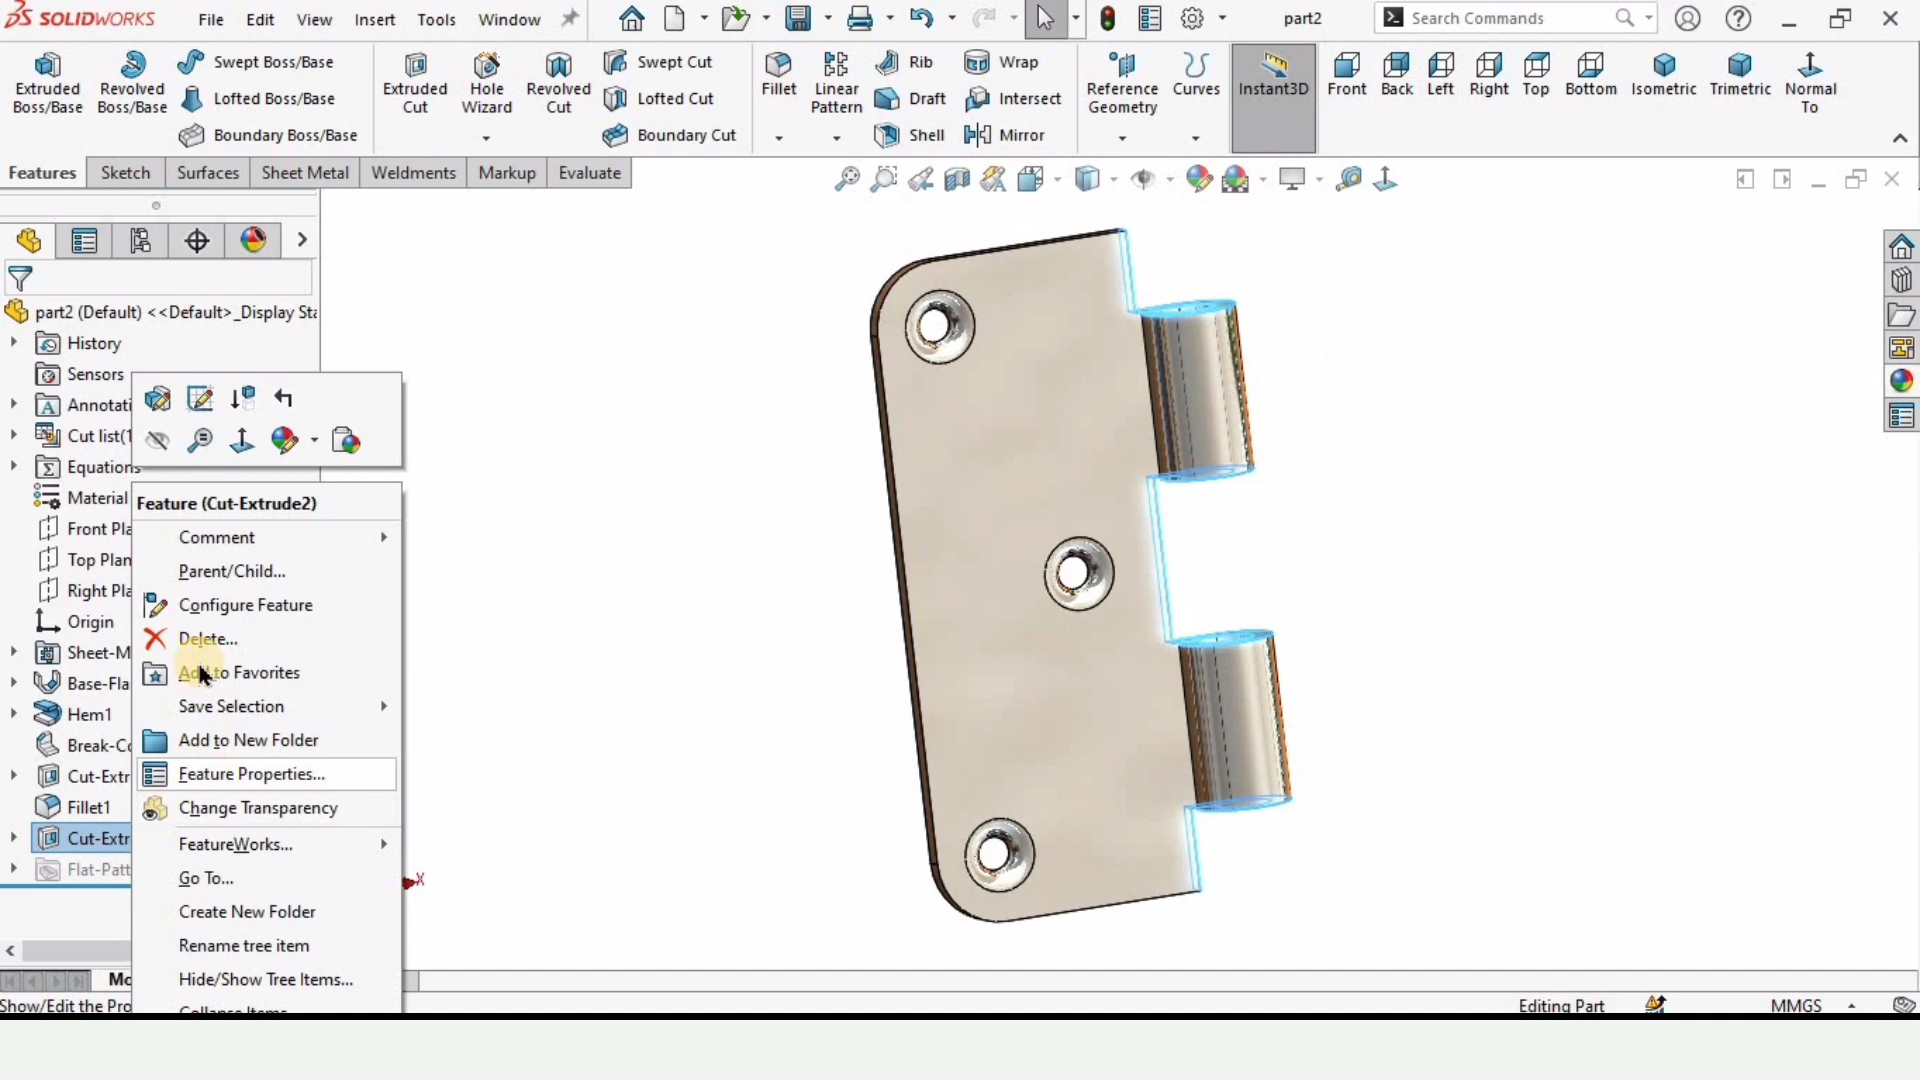 SOLIDWORKS File Edit View Insert Tools Window part2 Search Commands
Extruded Boss/Base
Revolved Boss/Base
Swept Boss/Base
Lofted Boss/Base
Boundary Boss/Base
Extruded Cut
Hole Wizard
Revolved Cut
Swept Cut
Lofted Cut
Boundary Cut
Fillet
Linear Pattern
Rib
Draft
Shell
Wrap
Intersect
Mirror
Reference Geometry
Curves
Instant3D
Front
Back
Left
Right
Top
Bottom
Isometric
Trimetric
Normal To
Features Sketch Surfaces Sheet Metal Weldments Markup Evaluate
part2 (Default) <<Default>_Display Sta
History
Sensors
Annotati
Cut list(1
Equations
Material
Front Pla
Top Plan
Right Pla
Origin
Sheet-M
Base-Fla
Hem1
Break-Co
Cut-Extr
Fillet1
Cut-Extr
Flat-Patt
Feature (Cut-Extrude2)
Comment
Parent/Child...
Configure Feature
Delete...
Add to Favorites
Save Selection
Add to New Folder
Feature Properties...
Change Transparency
FeatureWorks...
Go To...
Create New Folder
Rename tree item
Hide/Show Tree Items...
Collapse Items
X
Mo
Show/Edit the Pro
Editing Part
MMGS